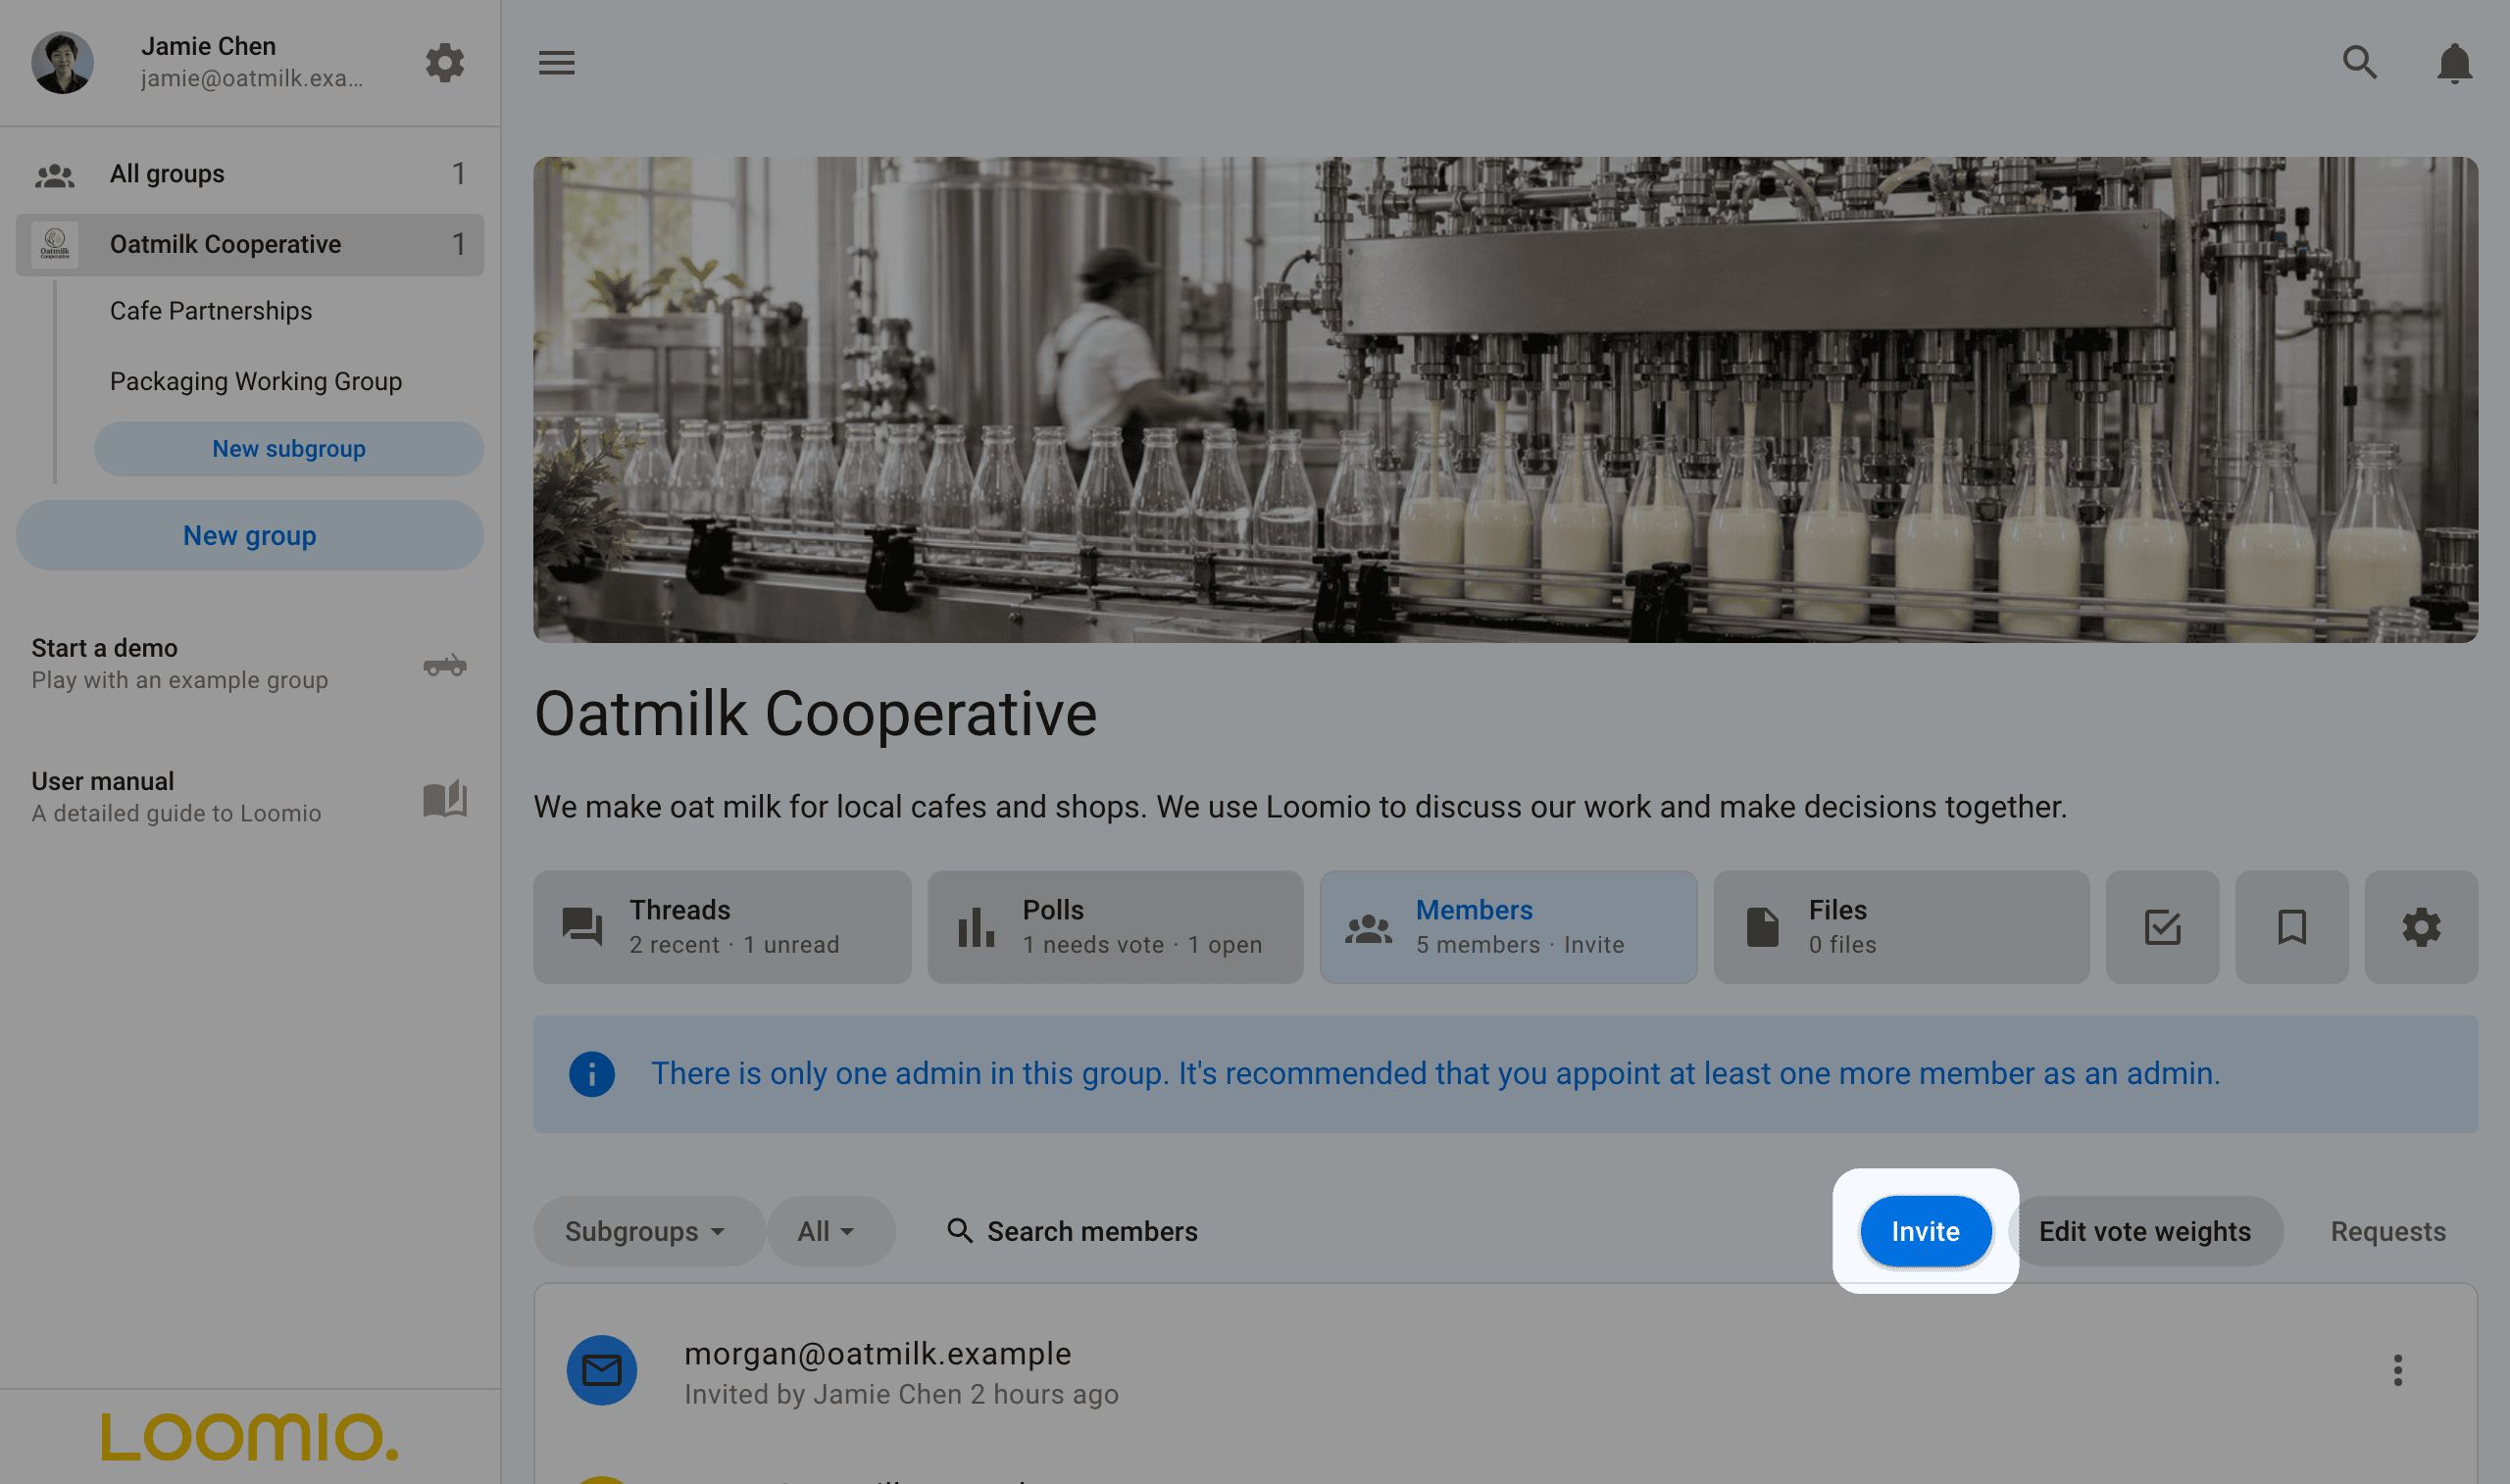 Jamie Chen
jamie@oatmilk.exa...
All groups 1
Oatmilk Cooperative 1
Cafe Partnerships
Packaging Working Group
New subgroup
New group
Start a demo
Play with an example group
User manual
A detailed guide to Loomio
LOOMIO.
Oatmilk Cooperative
We make oat milk for local cafes and shops. We use Loomio to discuss our work and make decisions together.
Threads
2 recent · 1 unread
Polls
1 needs vote · 1 open
Members
5 members · Invite
Files
0 files
There is only one admin in this group. It's recommended that you appoint at least one more member as an admin.
Subgroups All Search members Invite Edit vote weights Requests
morgan@oatmilk.example
Invited by Jamie Chen 2 hours ago